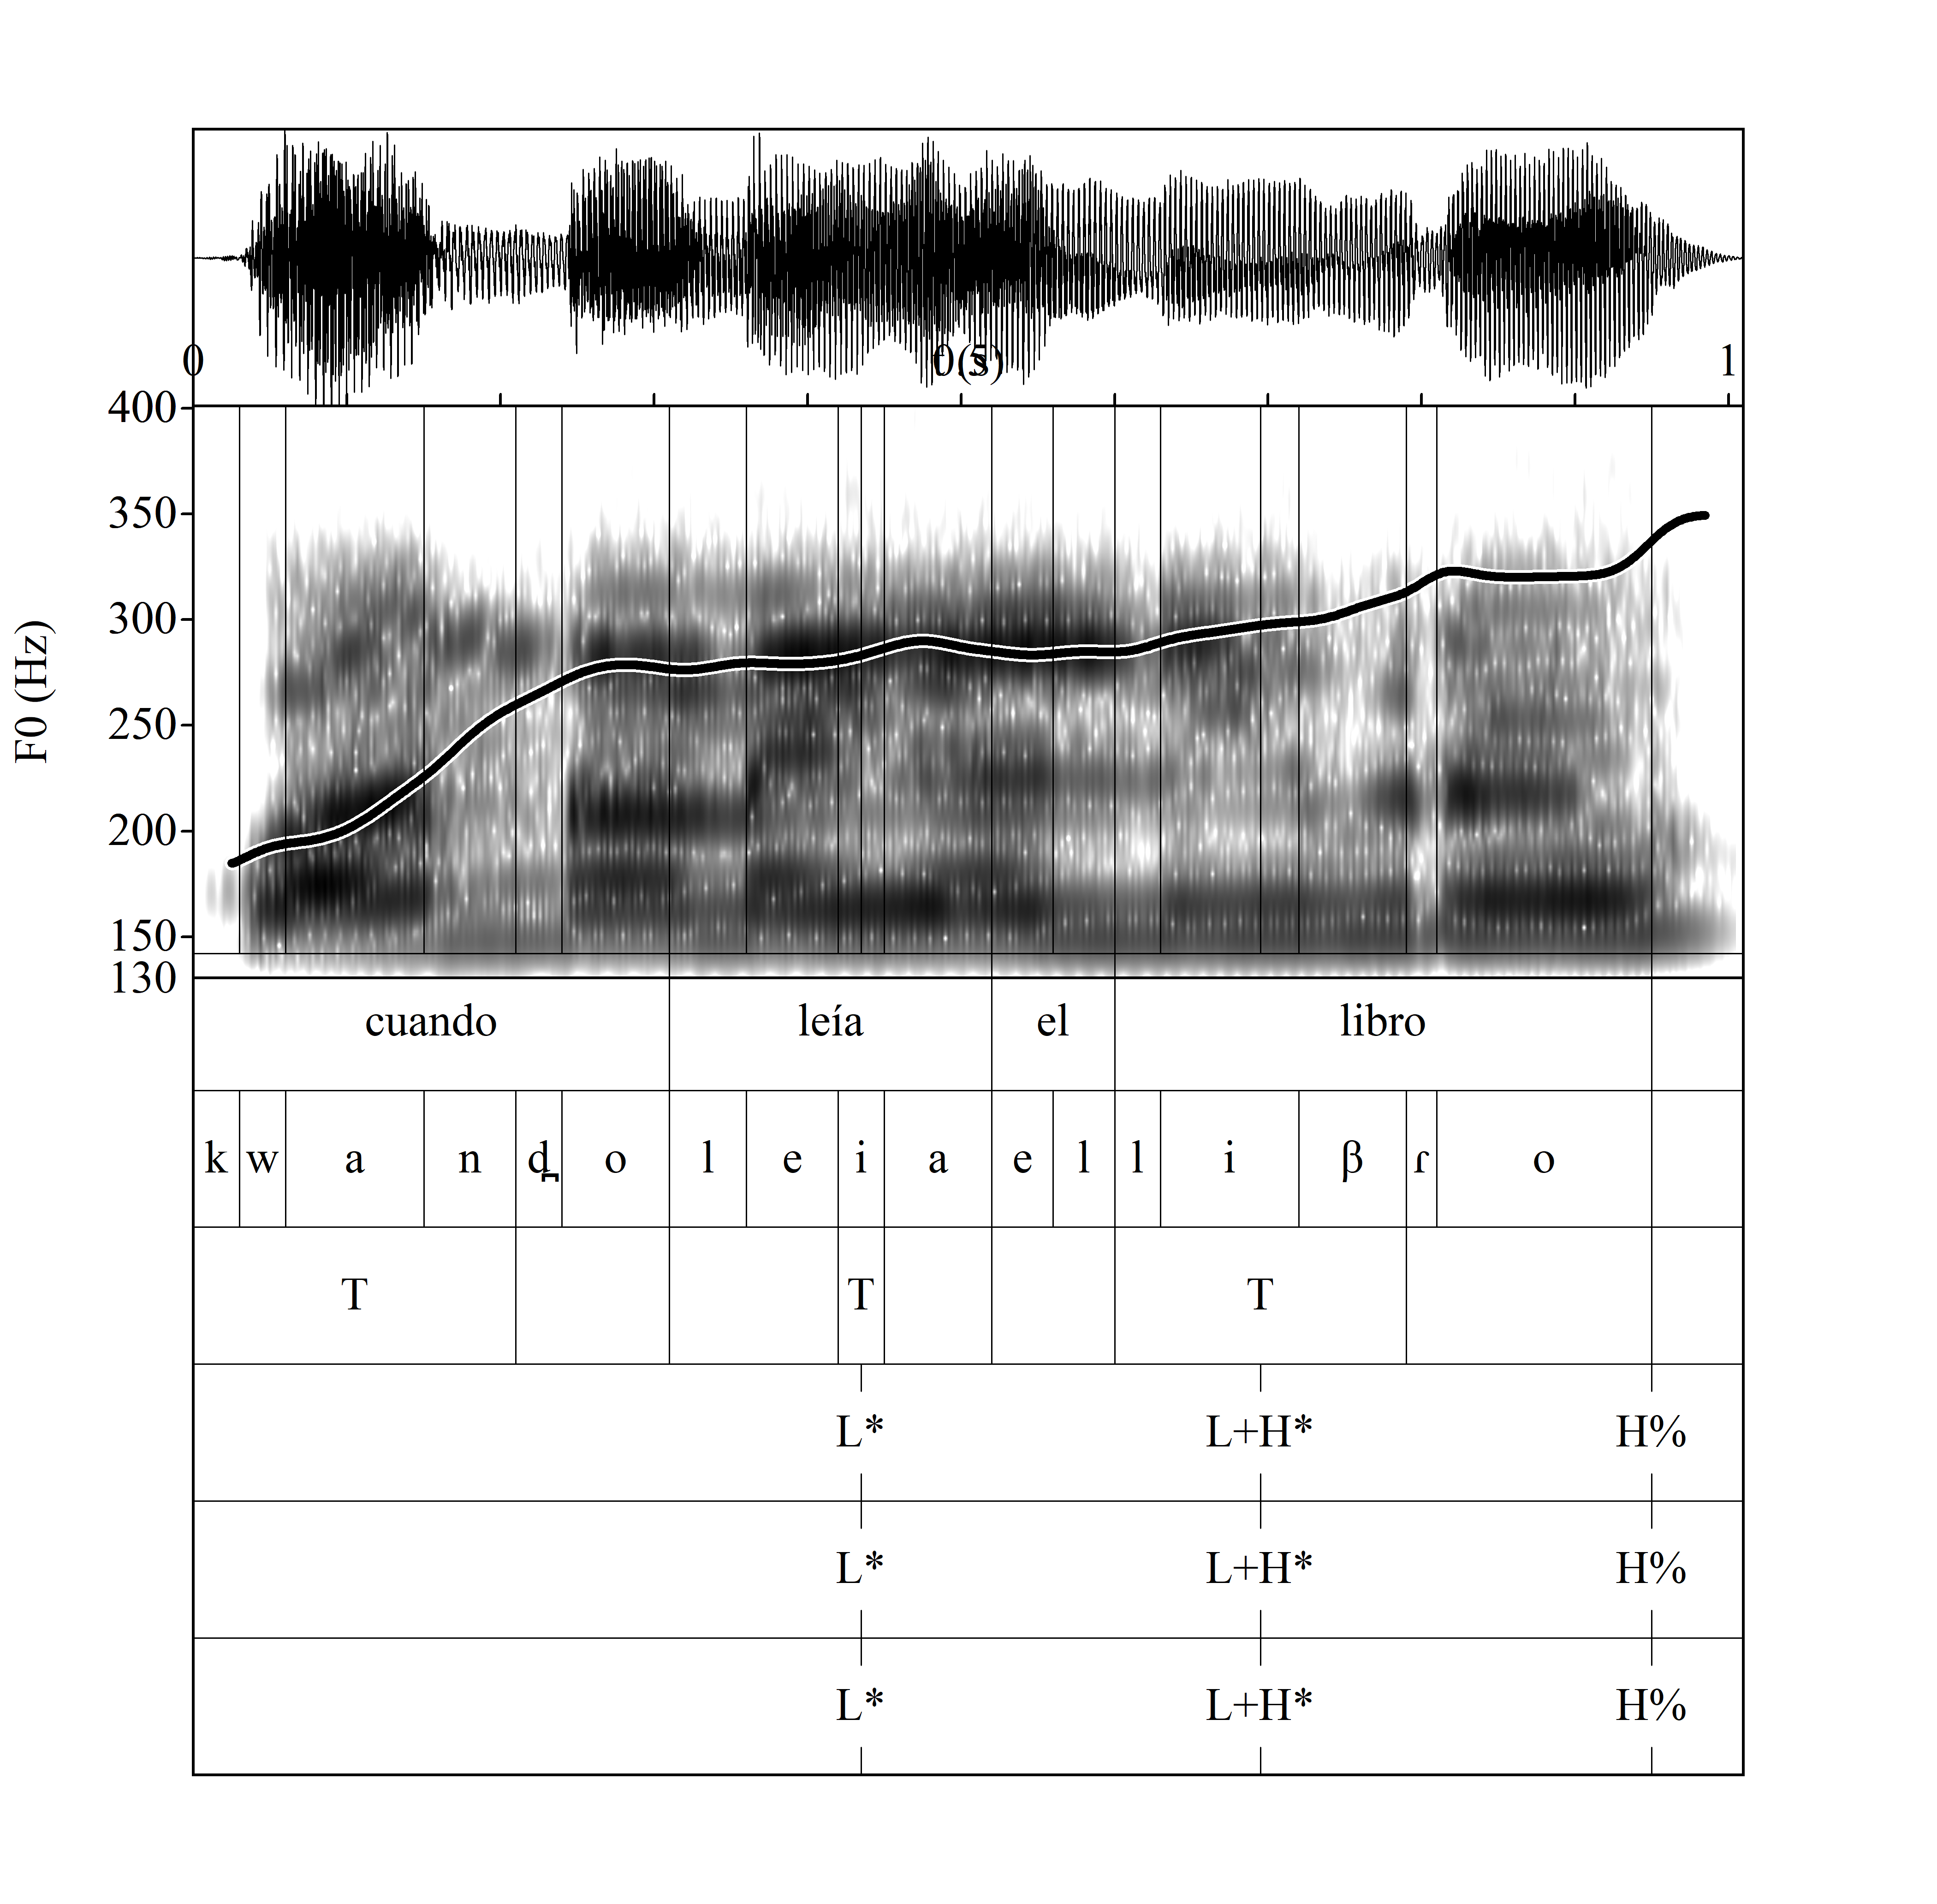 0 0.5 t (s) 1
400
350
300
250
200
150
130
F0 (Hz)
cuando leía el libro
k w a n d̪ o l e i a e l l i β ɾ o
T T T
L* L+H* H%
L* L+H* H%
L* L+H* H%